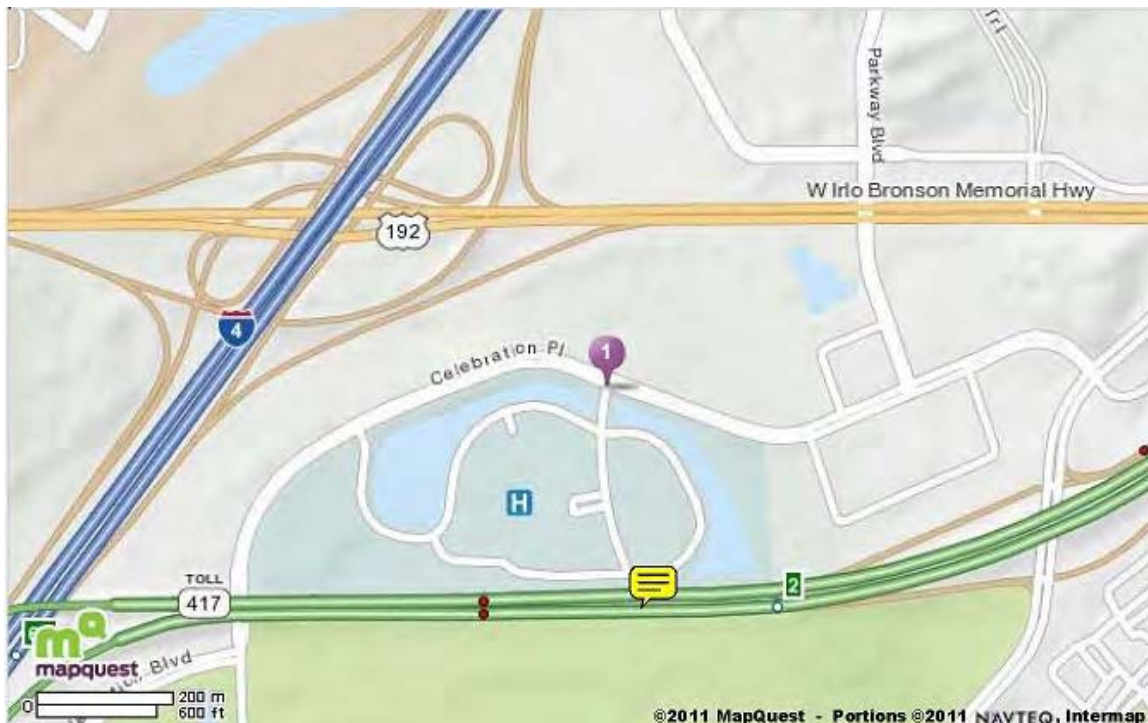 Trl
Parkway Blvd
W Irlo Bronson Memorial Hwy
192
4
Celebration Pl
1
H
TOLL
417
2
mapquest
Blvd
0
200 m
600 ft
©2011 MapQuest - Portions ©2011 NAVTEQ, Intermap